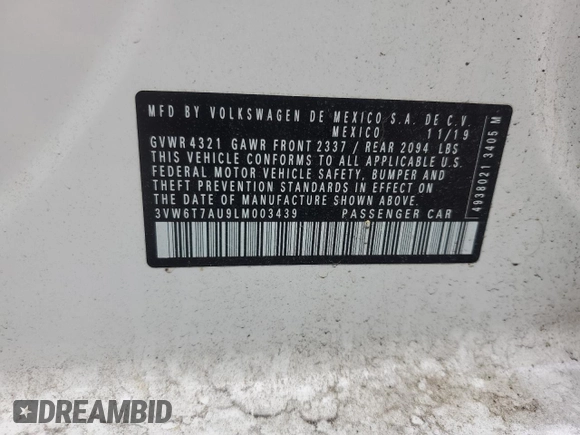 MFD BY VOLKSWAGEN DE MEXICO S.A. DE C.V.
MEXICO 11/19
GVWR 4321 GAWR FRONT 2337 / REAR 2094 LBS
THIS VEHICLE CONFORMS TO ALL APPLICABLE U.S.
FEDERAL MOTOR VEHICLE SAFETY, BUMPER AND
THEFT PREVENTION STANDARDS IN EFFECT ON
THE DATE OF MANUFACTURE SHOWN ABOVE.
3VW6T7AU9LM003439 PASSENGER CAR
4938021 3405 M
DREAMBID